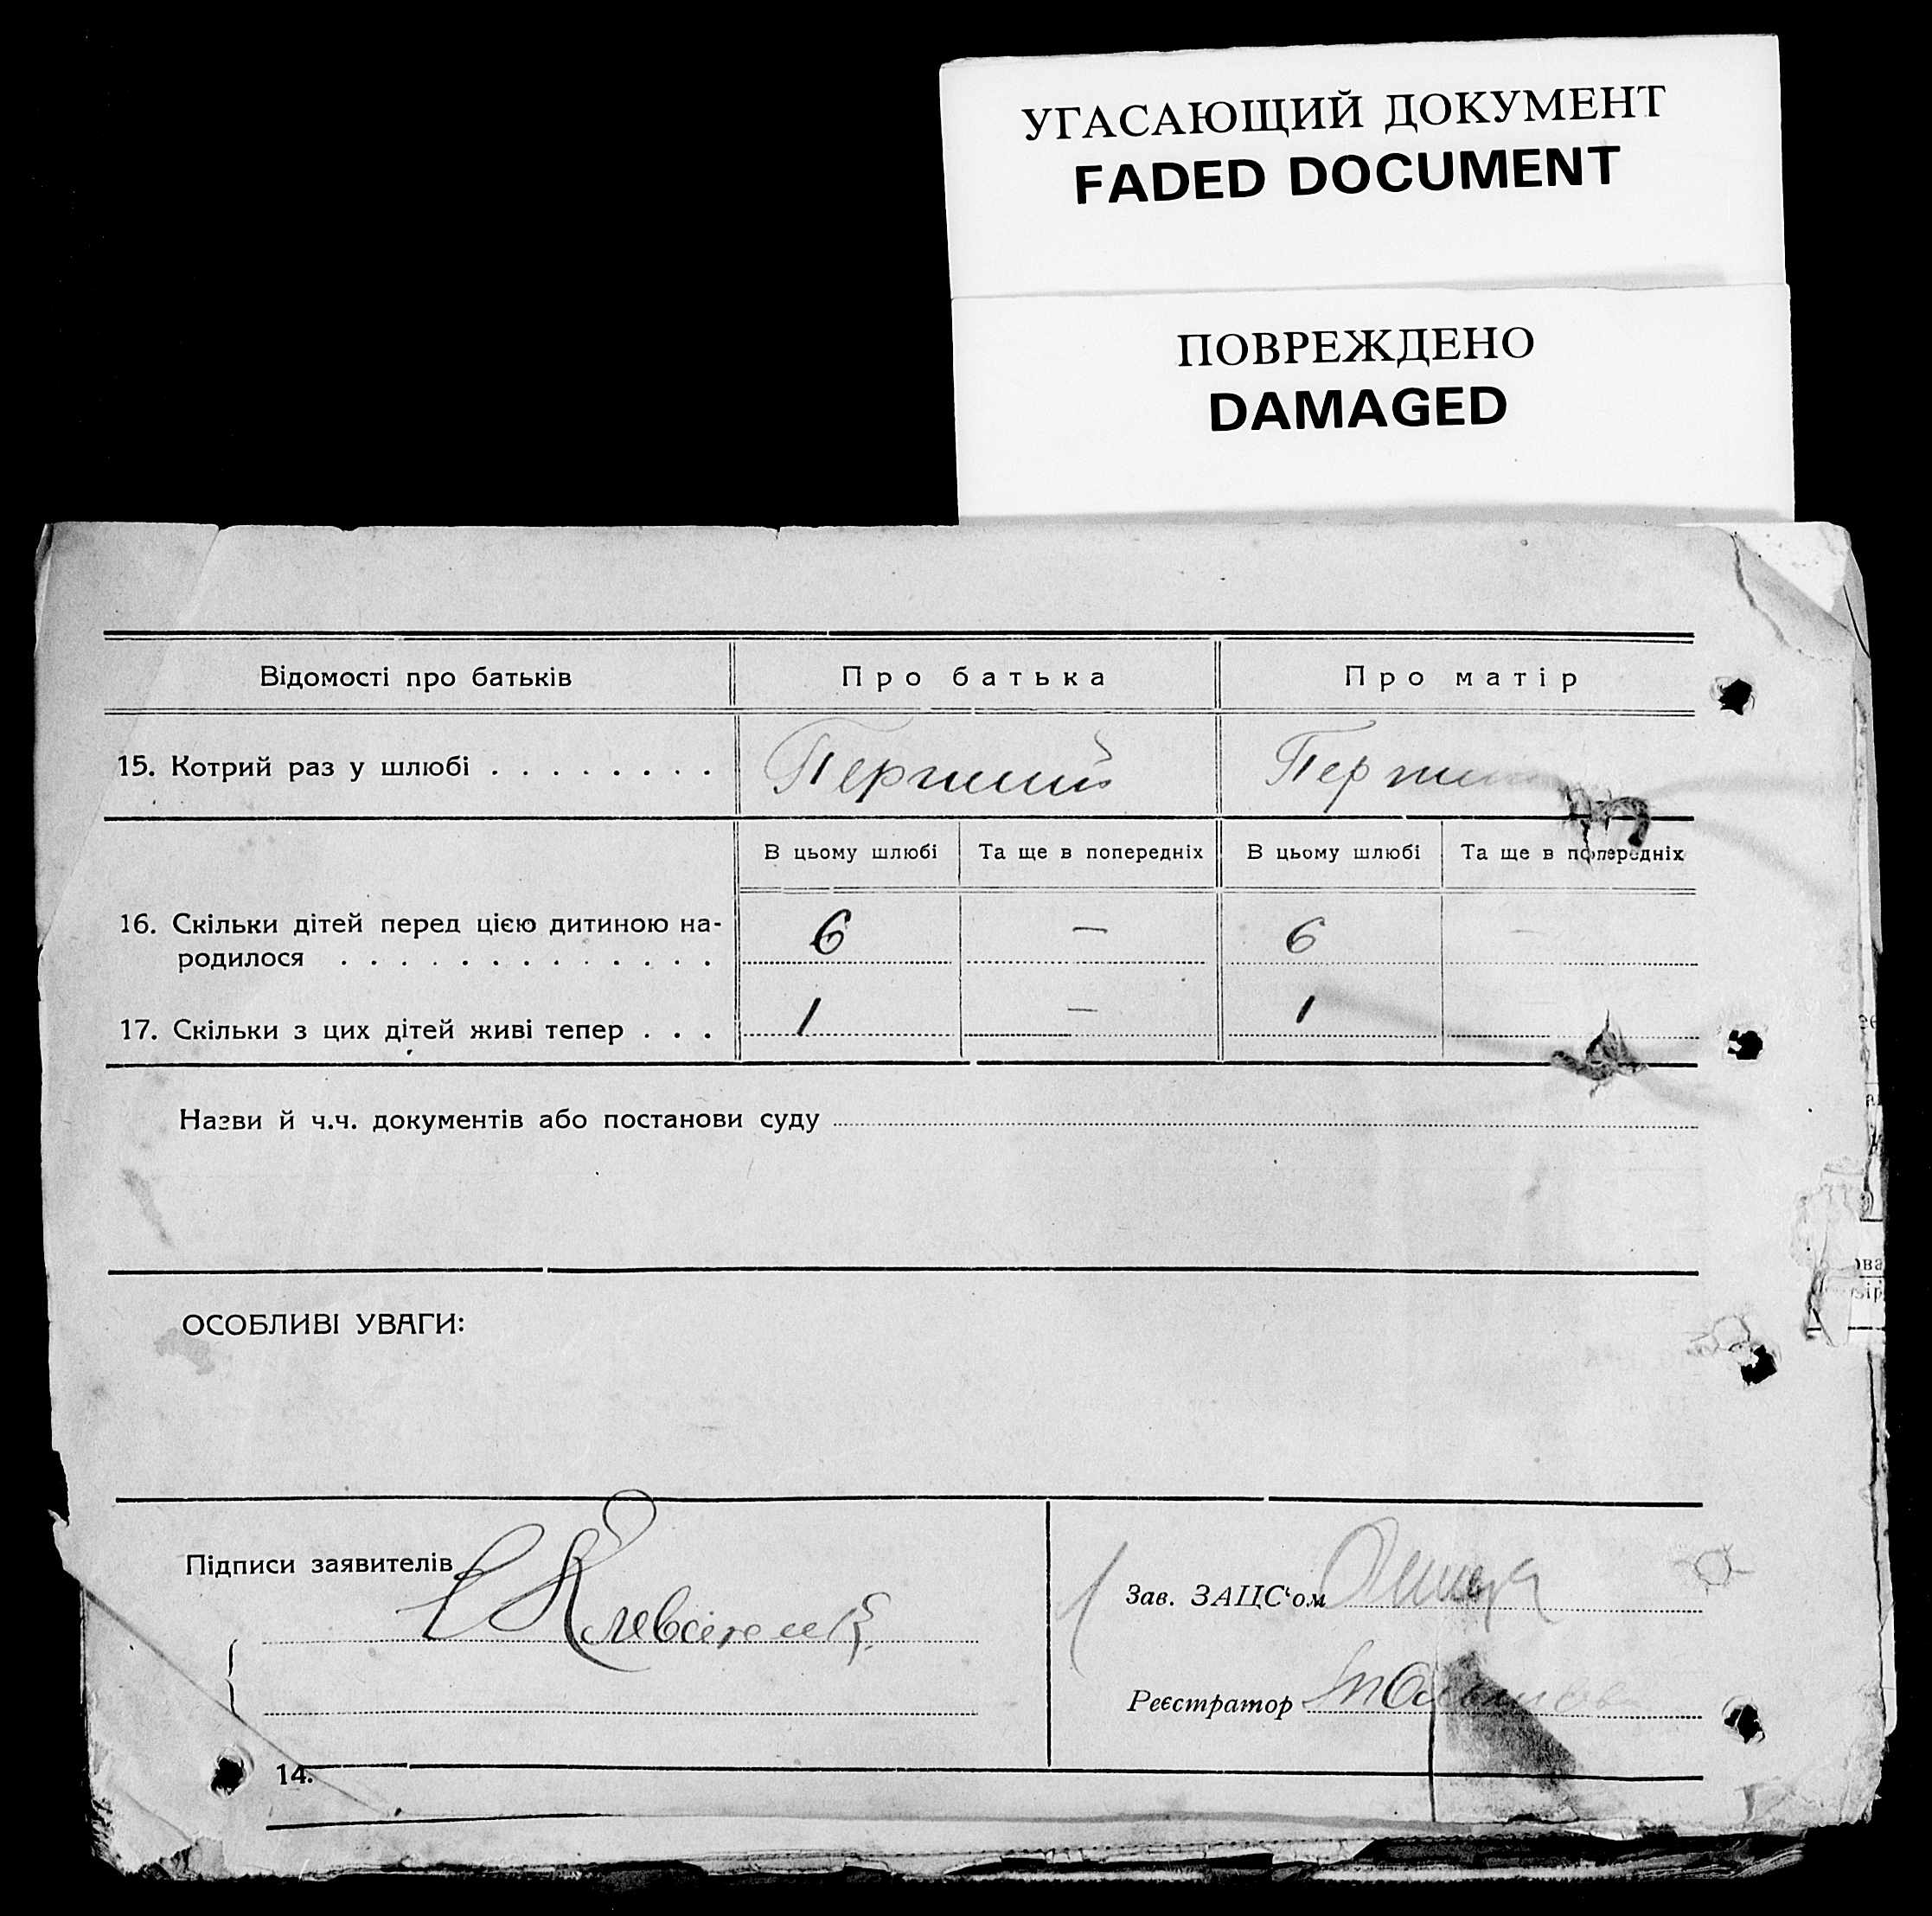 УГАСАЮЩИЙ ДОКУМЕНТ
FADED DOCUMENT
ПОВРЕЖДЕНО
DAMAGED
Відомості про батьків Про батька Про матір
15. Котрий раз у шлюбі . . . . . . . . Перший
В цьому шлюбі Та ще в попередніх В цьому шлюбі Та ще в попередніх
16. Скільки дітей перед цією дитиною на-
родилося . . . . . . . . . . . . . 6 — 6 —
17. Скільки з цих дітей живі тепер . . . 1 — 1
Назви й ч.ч. документів або постанови суду
ОСОБЛИВІ УВАГИ:
Підписи заявителів
Зав. ЗАЦС'ом
Реєстратор
14.